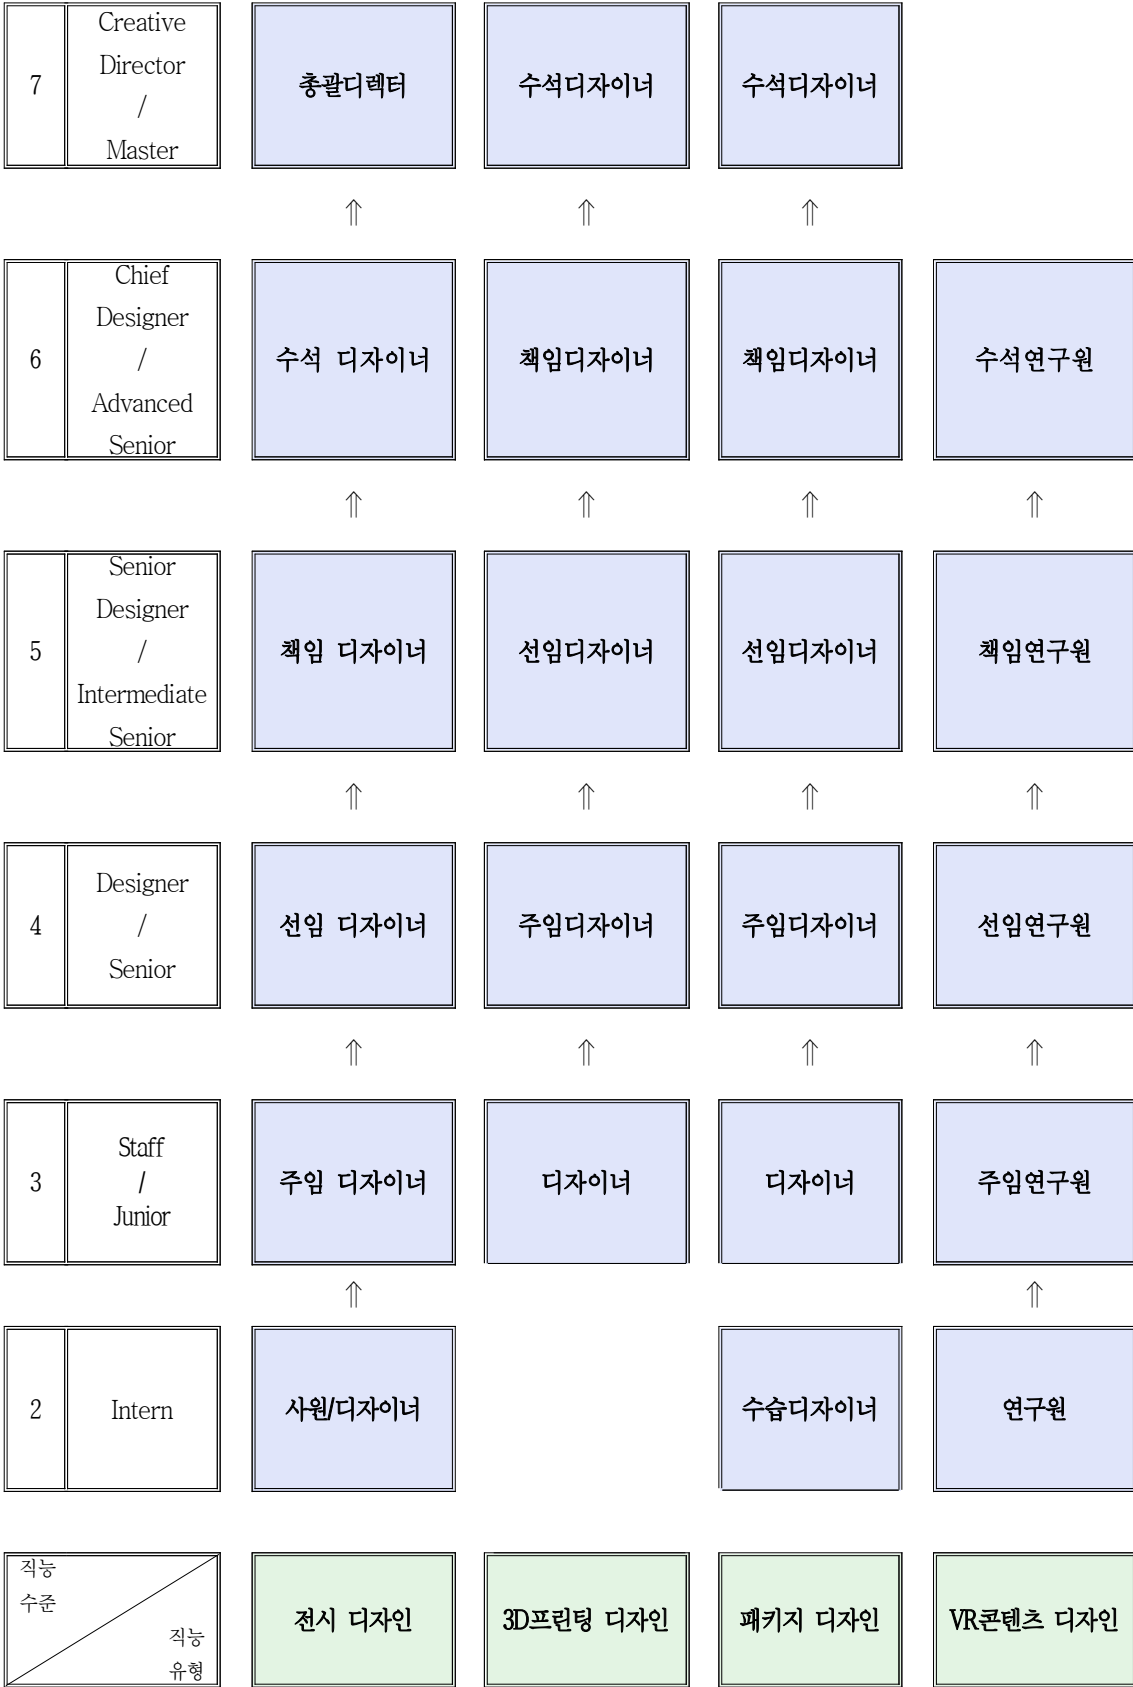 7
Creative
Director
/
Master
총괄디렉터
수석디자이너
수석디자이너
⇑ ⇑ ⇑
6
Chief
Designer
/
Advanced
Senior
수석 디자이너
책임디자이너
책임디자이너
수석연구원
⇑ ⇑ ⇑ ⇑
5
Senior
Designer
/
Intermediate
Senior
책임 디자이너
선임디자이너
선임디자이너
책임연구원
⇑ ⇑ ⇑ ⇑
4
Designer
/
Senior
선임 디자이너
주임디자이너
주임디자이너
선임연구원
⇑ ⇑ ⇑ ⇑
3
Staff
/
Junior
주임 디자이너
디자이너
디자이너
주임연구원
⇑ ⇑
2
Intern
사원/디자이너
수습디자이너
연구원
직능
수준
직능
유형
전시 디자인
3D프린팅 디자인
패키지 디자인
VR콘텐츠 디자인